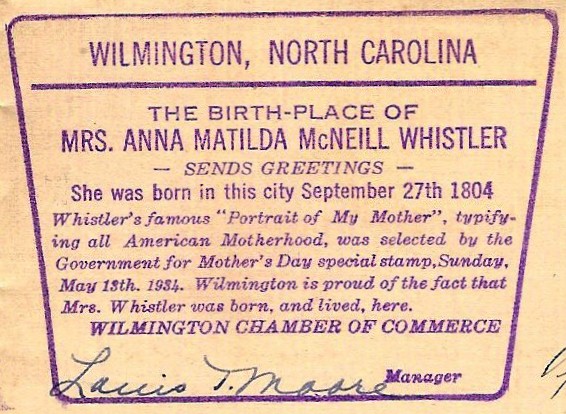 WILMINGTON, NORTH CAROLINA
THE BIRTH-PLACE OF
MRS. ANNA MATILDA McNEILL WHISTLER
— SENDS GREETINGS —
She was born in this city September 27th 1804
Whistler's famous "Portrait of My Mother", typify-
ing all American Motherhood, was selected by the
Government for Mother's Day special stamp, Sunday,
May 13th. 1934. Wilmington is proud of the fact that
Mrs. Whistler was born, and lived, here.
WILMINGTON CHAMBER OF COMMERCE
Louis T. Moore Manager